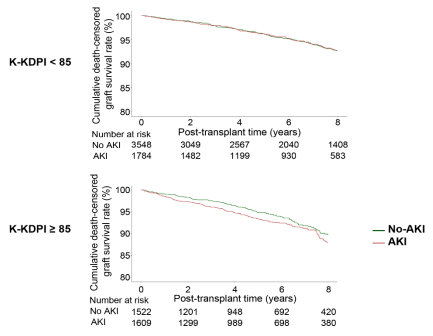 K-KDPI < 85
Cumulative death-censored
graft survival rate (%)
100
95
90
85
80
0 2 4 6 8
Post-transplant time (years)
Number at risk
No AKI 3548 3049 2567 2040 1408
AKI 1784 1482 1199 930 583
K-KDPI ≥ 85
Cumulative death-censored
graft survival rate (%)
100
95
90
85
80
0 2 4 6 8
Post-transplant time (years)
Number at risk
No AKI 1522 1201 948 692 420
AKI 1609 1299 989 698 380
No-AKI
AKI